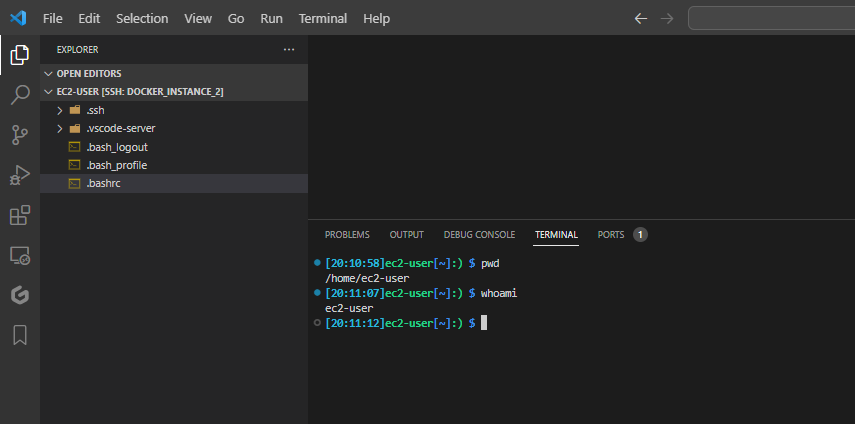 File Edit Selection View Go Run Terminal Help
EXPLORER ...
OPEN EDITORS
EC2-USER [SSH: DOCKER_INSTANCE_2]
.ssh
.vscode-server
.bash_logout
.bash_profile
.bashrc
PROBLEMS OUTPUT DEBUG CONSOLE TERMINAL PORTS 1
[20:10:58]ec2-user[~]:) $ pwd
/home/ec2-user
[20:11:07]ec2-user[~]:) $ whoami
ec2-user
[20:11:12]ec2-user[~]:) $